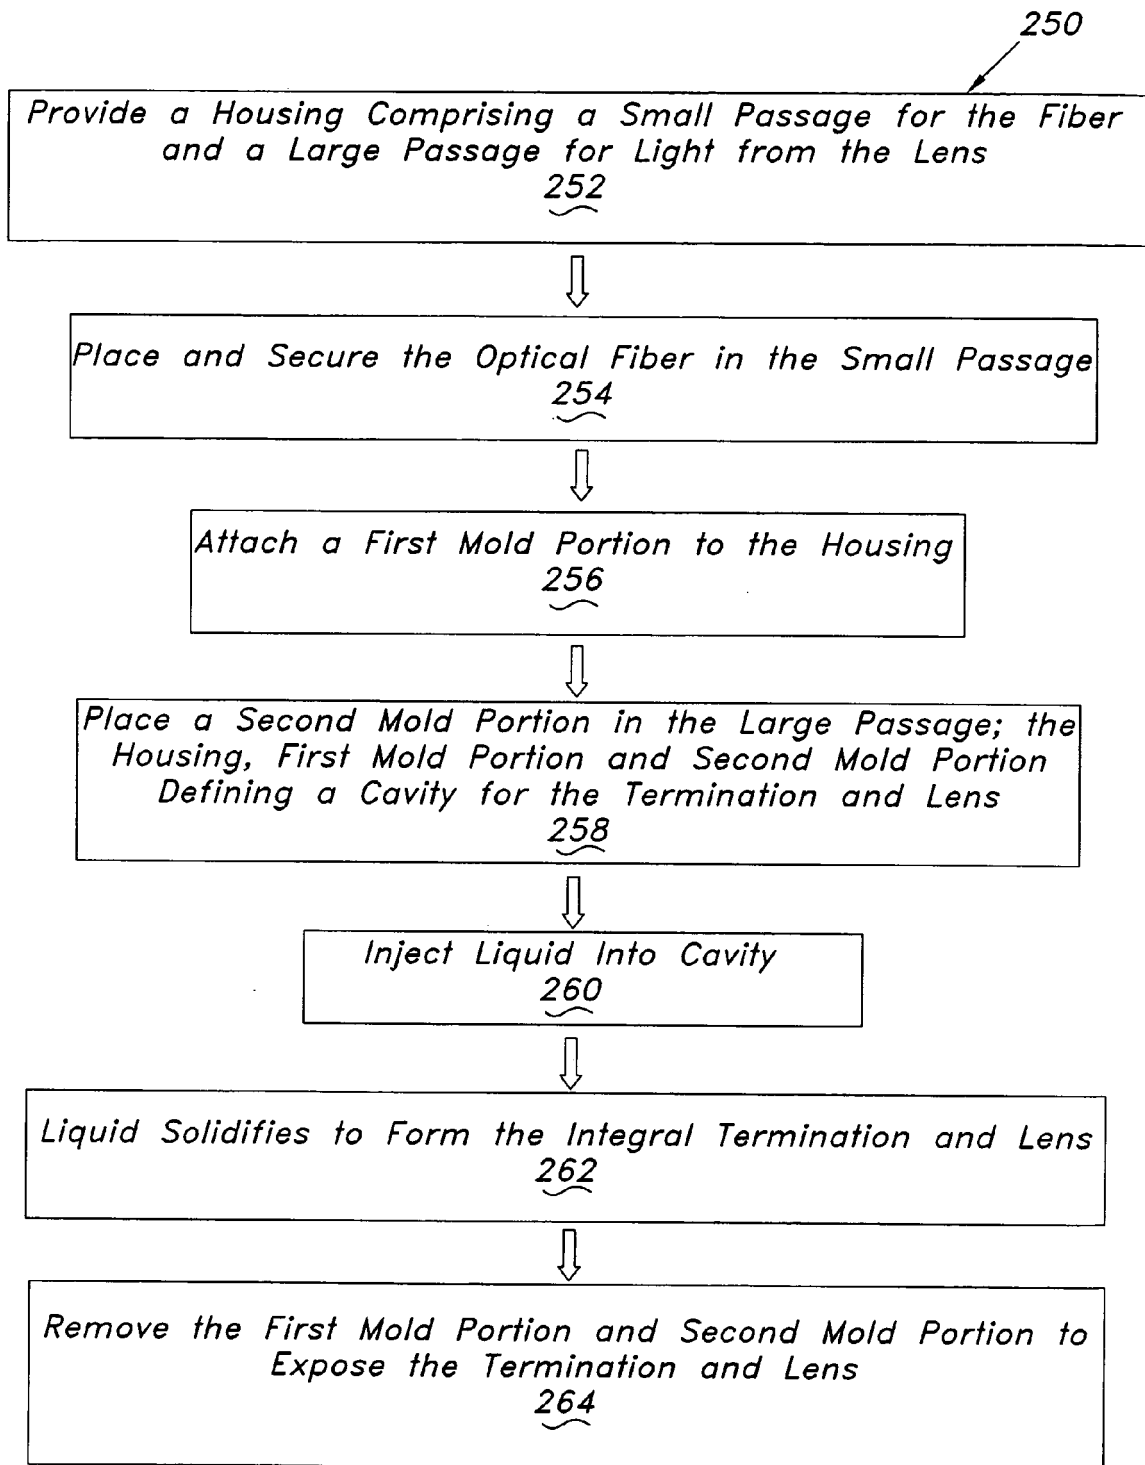 250
Provide a Housing Comprising a Small Passage for the Fiber
and a Large Passage for Light from the Lens
252
Place and Secure the Optical Fiber in the Small Passage
254
Attach a First Mold Portion to the Housing
256
Place a Second Mold Portion in the Large Passage; the
Housing, First Mold Portion and Second Mold Portion
Defining a Cavity for the Termination and Lens
258
Inject Liquid Into Cavity
260
Liquid Solidifies to Form the Integral Termination and Lens
262
Remove the First Mold Portion and Second Mold Portion to
Expose the Termination and Lens
264